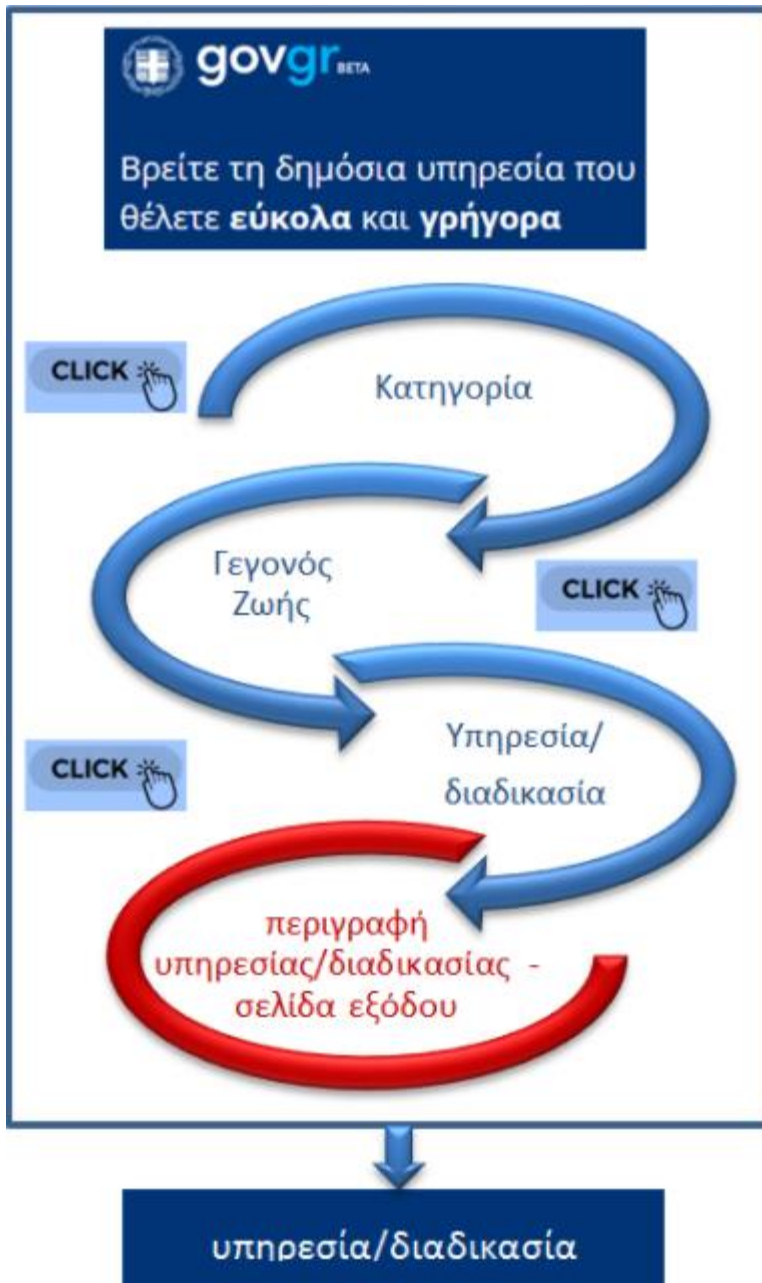 govgr BETA
Βρείτε τη δημόσια υπηρεσία που
θέλετε εύκολα και γρήγορα
CLICK
Κατηγορία
Γεγονός
Ζωής
CLICK
Υπηρεσία/
διαδικασία
CLICK
περιγραφή
υπηρεσίας/διαδικασίας -
σελίδα εξόδου
υπηρεσία/διαδικασία